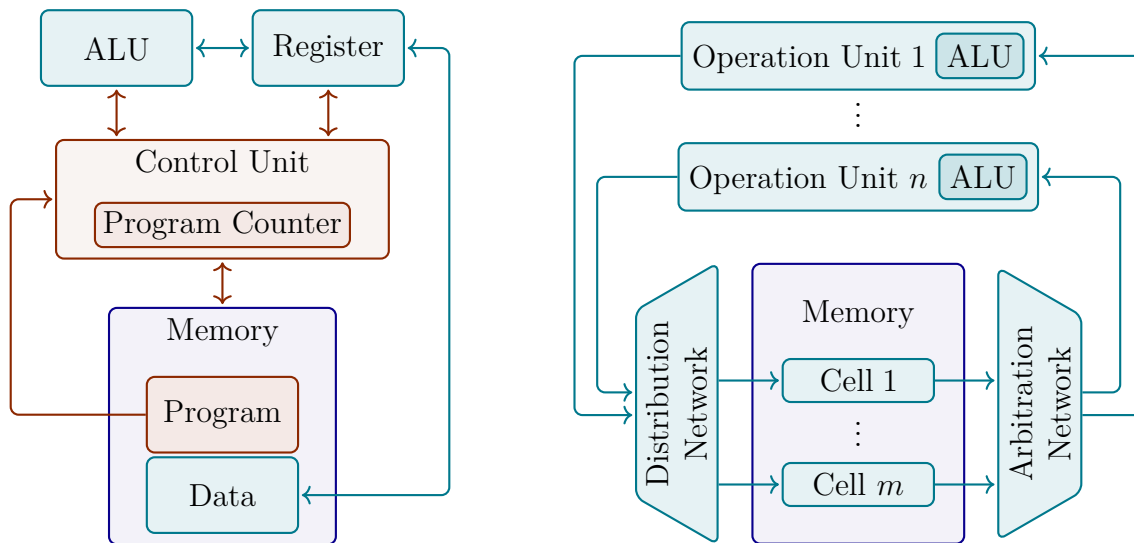 ALU
Register
Control Unit
Program Counter
Memory
Program
Data
Operation Unit 1
ALU
⋮
Operation Unit n
ALU
Distribution
Network
Memory
Cell 1
⋮
Cell m
Arbitration
Network